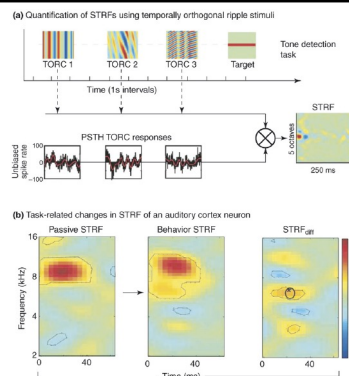 (a) Quantification of STRFs using temporally orthogonal ripple stimuli
Tone detection
task
TORC 1 TORC 2 TORC 3 Target
Time (1s intervals)
STRF
PSTH TORC responses
Unbiased
spike rate
100
0
−100
5 octaves
250 ms
(b) Task-related changes in STRF of an auditory cortex neuron
Passive STRF Behavior STRF STRFdiff
Frequency (kHz)
16
8
4
2
0 40 0 40 0 40
Time (ms)